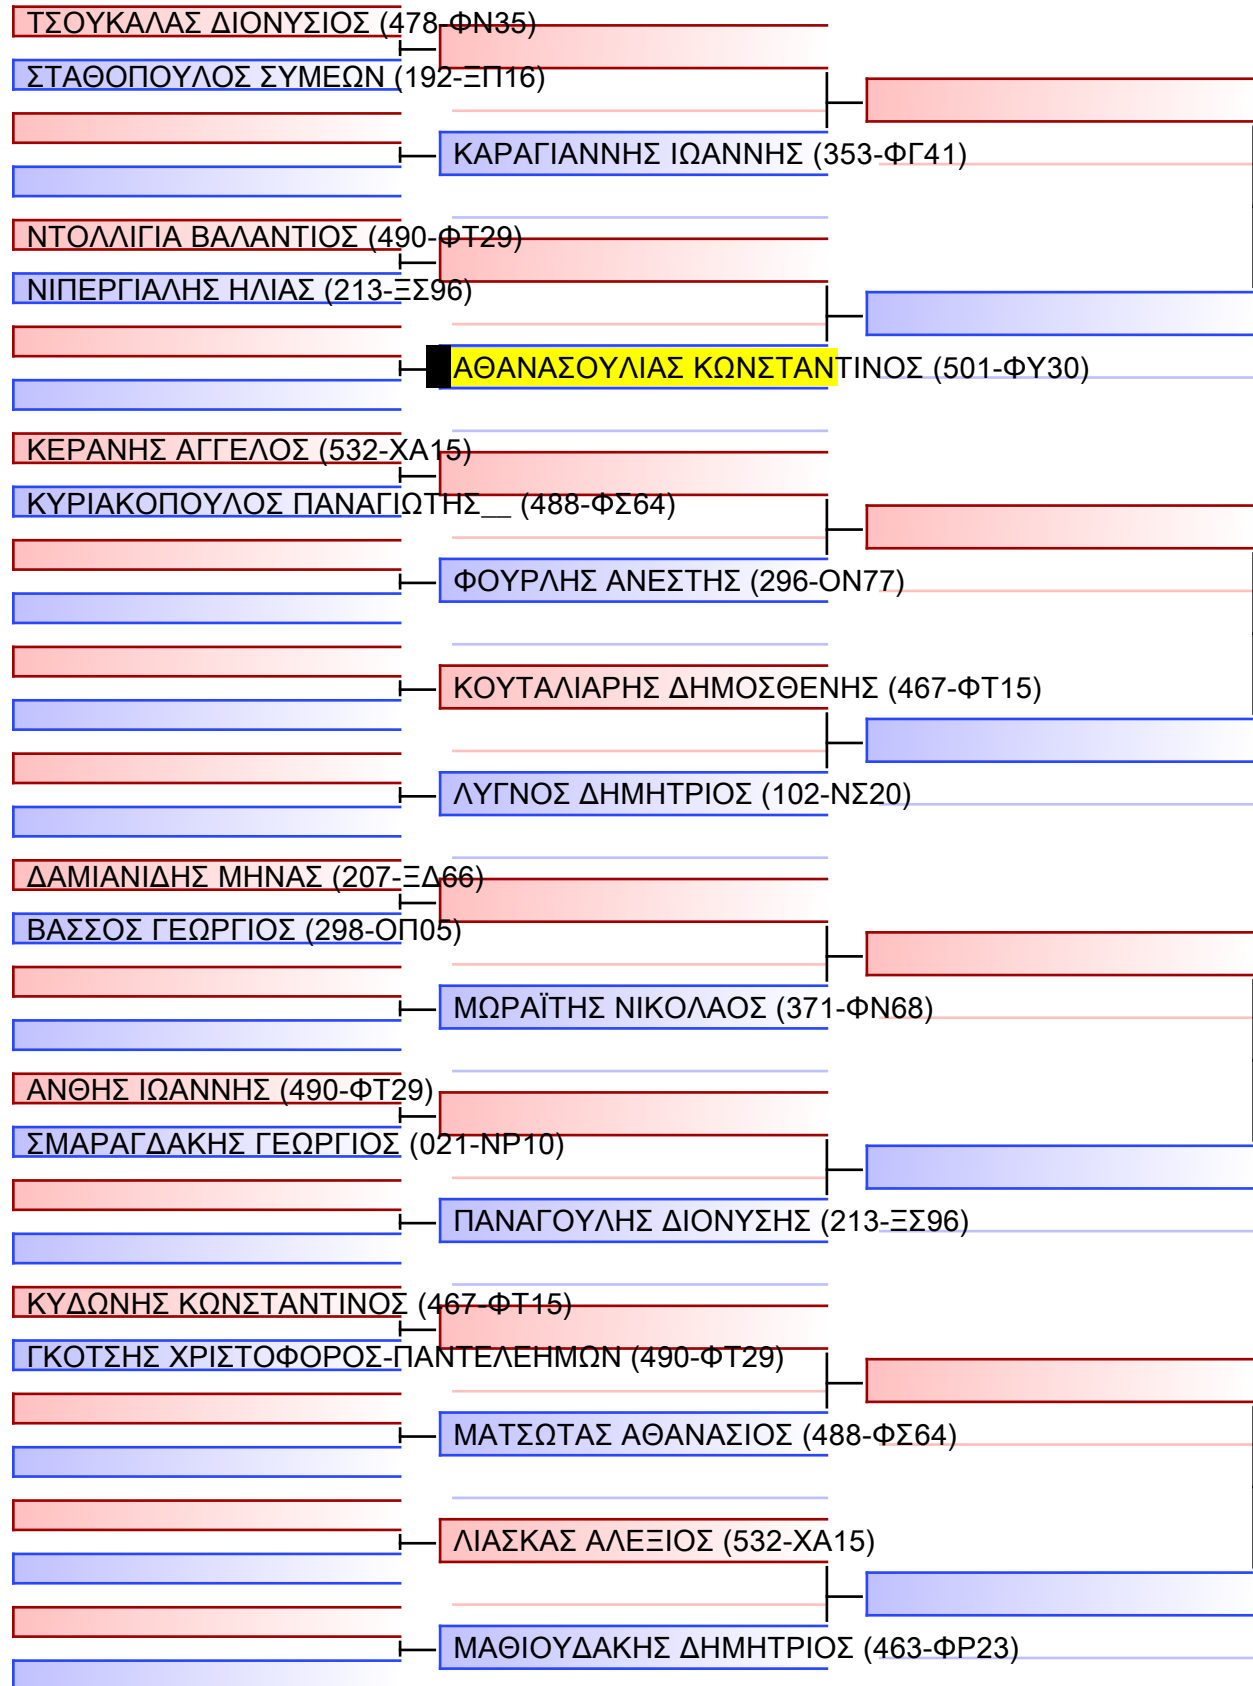 ΤΣΟΥΚΑΛΑΣ ΔΙΟΝΥΣΙΟΣ (478-ΦΝ35)
ΣΤΑΘΟΠΟΥΛΟΣ ΣΥΜΕΩΝ (192-ΞΠ16)
ΚΑΡΑΓΙΑΝΝΗΣ ΙΩΑΝΝΗΣ (353-ΦΓ41)
ΝΤΟΛΛΙΓΙΑ ΒΑΛΑΝΤΙΟΣ (490-ΦΤ29)
ΝΙΠΕΡΓΙΑΛΗΣ ΗΛΙΑΣ (213-ΞΣ96)
ΑΘΑΝΑΣΟΥΛΙΑΣ ΚΩΝΣΤΑΝΤΙΝΟΣ (501-ΦΥ30)
ΚΕΡΑΝΗΣ ΑΓΓΕΛΟΣ (532-ΧΑ15)
ΚΥΡΙΑΚΟΠΟΥΛΟΣ ΠΑΝΑΓΙΩΤΗΣ__ (488-ΦΣ64)
ΦΟΥΡΛΗΣ ΑΝΕΣΤΗΣ (296-ΟΝ77)
ΚΟΥΤΑΛΙΑΡΗΣ ΔΗΜΟΣΘΕΝΗΣ (467-ΦΤ15)
ΛΥΓΝΟΣ ΔΗΜΗΤΡΙΟΣ (102-ΝΣ20)
ΔΑΜΙΑΝΙΔΗΣ ΜΗΝΑΣ (207-ΞΔ66)
ΒΑΣΣΟΣ ΓΕΩΡΓΙΟΣ (298-ΟΠ05)
ΜΩΡΑΪΤΗΣ ΝΙΚΟΛΑΟΣ (371-ΦΝ68)
ΑΝΘΗΣ ΙΩΑΝΝΗΣ (490-ΦΤ29)
ΣΜΑΡΑΓΔΑΚΗΣ ΓΕΩΡΓΙΟΣ (021-ΝΡ10)
ΠΑΝΑΓΟΥΛΗΣ ΔΙΟΝΥΣΗΣ (213-ΞΣ96)
ΚΥΔΩΝΗΣ ΚΩΝΣΤΑΝΤΙΝΟΣ (467-ΦΤ15)
ΓΚΟΤΣΗΣ ΧΡΙΣΤΟΦΟΡΟΣ-ΠΑΝΤΕΛΕΗΜΩΝ (490-ΦΤ29)
ΜΑΤΣΩΤΑΣ ΑΘΑΝΑΣΙΟΣ (488-ΦΣ64)
ΛΙΑΣΚΑΣ ΑΛΕΞΙΟΣ (532-ΧΑ15)
ΜΑΘΙΟΥΔΑΚΗΣ ΔΗΜΗΤΡΙΟΣ (463-ΦΡ23)